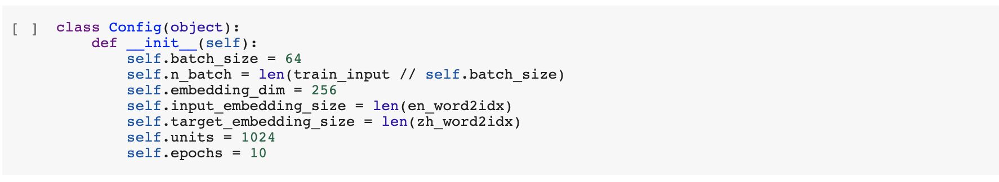 [ ] class Config(object):
def __init__(self):
self.batch_size = 64
self.n_batch = len(train_input // self.batch_size)
self.embedding_dim = 256
self.input_embedding_size = len(en_word2idx)
self.target_embedding_size = len(zh_word2idx)
self.units = 1024
self.epochs = 10